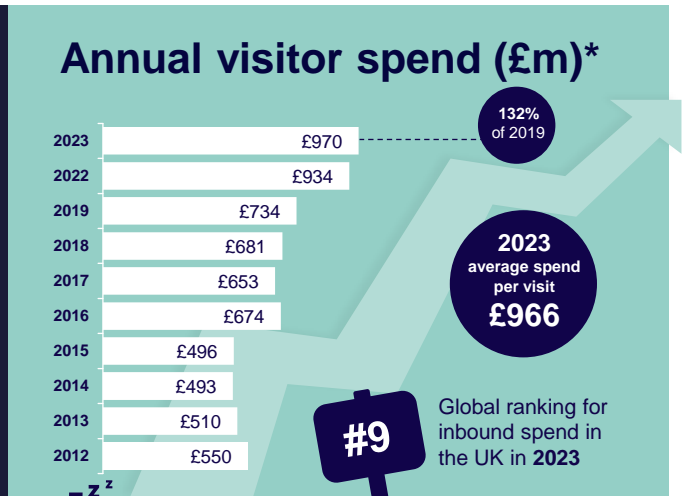 Annual visitor spend (£m)*
132%
of 2019
2023 £970
2022 £934
2019 £734
2018 £681
2017 £653
2016 £674
2015 £496
2014 £493
2013 £510
2012 £550
2023
average spend
per visit
£966
#9
Global ranking for
inbound spend in
the UK in 2023
z z